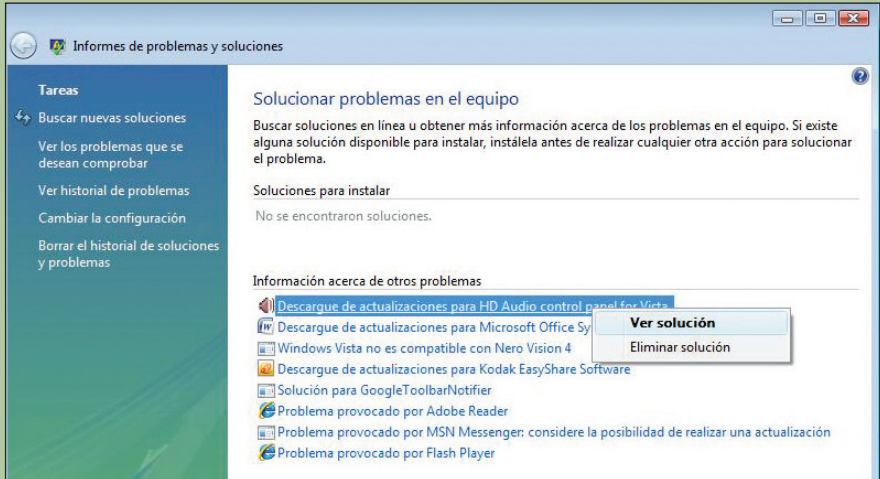 Informes de problemas y soluciones
Tareas
Buscar nuevas soluciones
Ver los problemas que se
desean comprobar
Ver historial de problemas
Cambiar la configuración
Borrar el historial de soluciones
y problemas
Solucionar problemas en el equipo
Buscar soluciones en línea u obtener más información acerca de los problemas en el equipo. Si existe
alguna solución disponible para instalar, instálela antes de realizar cualquier otra acción para solucionar
el problema.
Soluciones para instalar
No se encontraron soluciones.
Información acerca de otros problemas
Descargue de actualizaciones para HD Audio control panel for Vista
Descargue de actualizaciones para Microsoft Office Sy
Windows Vista no es compatible con Nero Vision 4
Descargue de actualizaciones para Kodak EasyShare Software
Solución para GoogleToolbarNotifier
Problema provocado por Adobe Reader
Problema provocado por MSN Messenger: considere la posibilidad de realizar una actualización
Problema provocado por Flash Player
Ver solución
Eliminar solución